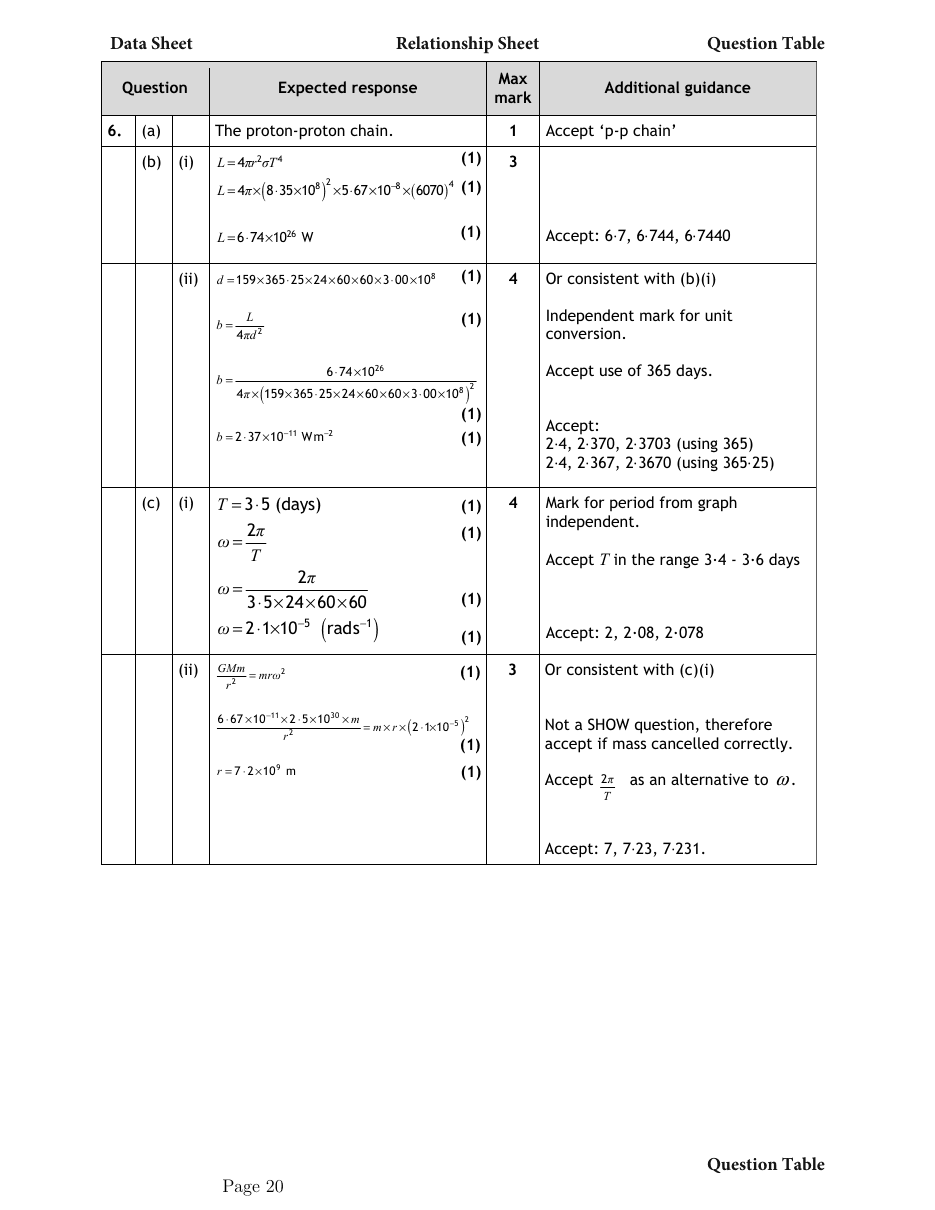 Data Sheet Relationship Sheet Question Table
Question Expected response Max mark Additional guidance
6. (a) The proton-proton chain. 1 Accept ‘p-p chain’
(b) (i) L = 4πr²σT⁴ (1) 3
L = 4π×(8·35×10⁸)²×5·67×10⁻⁸×(6070)⁴ (1)
L = 6·74×10²⁶ W (1) Accept: 6·7, 6·744, 6·7440
(ii) d = 159×365·25×24×60×60×3·00×10⁸ (1) 4 Or consistent with (b)(i)
b = L / 4πd² (1) Independent mark for unit
conversion.
b = 6·74×10²⁶ / 4π×(159×365·25×24×60×60×3·00×10⁸)² Accept use of 365 days.
(1)
b = 2·37×10⁻¹¹ Wm⁻² (1) Accept:
2·4, 2·370, 2·3703 (using 365)
2·4, 2·367, 2·3670 (using 365·25)
(c) (i) T = 3·5 (days) (1) 4 Mark for period from graph
independent.
ω = 2π / T (1)
Accept T in the range 3·4 - 3·6 days
ω = 2π / 3·5×24×60×60 (1)
ω = 2·1×10⁻⁵ (rads⁻¹) (1) Accept: 2, 2·08, 2·078
(ii) GMm / r² = mrω² (1) 3 Or consistent with (c)(i)
6·67×10⁻¹¹×2·5×10³⁰×m / r² = m×r×(2·1×10⁻⁵)² Not a SHOW question, therefore
(1) accept if mass cancelled correctly.
r = 7·2×10⁹ m (1) Accept 2π / T as an alternative to ω.
Accept: 7, 7·23, 7·231.
Question Table
Page 20